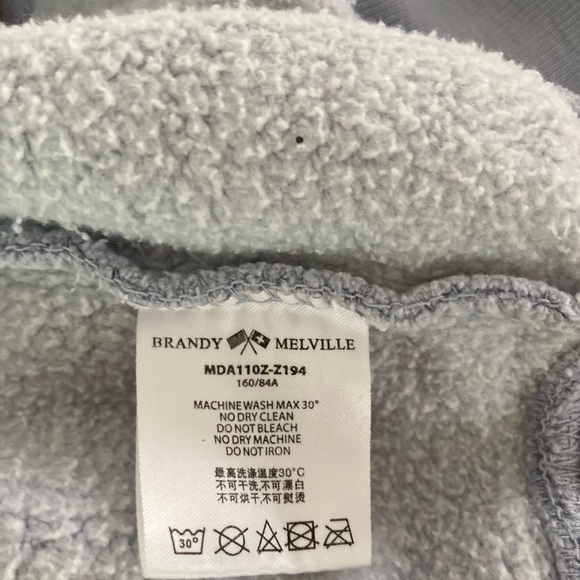 BRANDY MELVILLE
MDA110Z-Z194
160/84A
MACHINE WASH MAX 30°
NO DRY CLEAN
DO NOT BLEACH
NO DRY MACHINE
DO NOT IRON
最高洗涤温度30°C
不可干洗,不可漂白
不可烘干,不可熨烫
30°